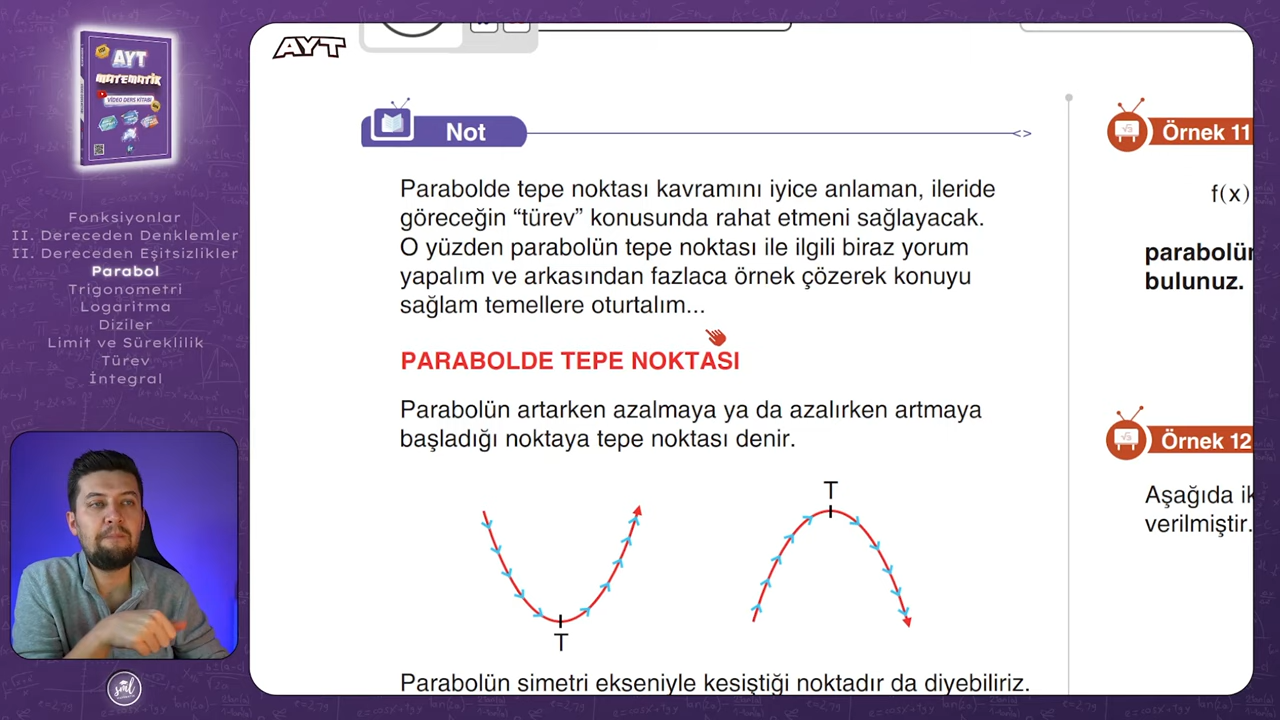 AYT
MATEMATİK
VİDEO DERS KİTABI
Fonksiyonlar
II. Dereceden Denklemler
II. Dereceden Eşitsizlikler
Parabol
Trigonometri
Logaritma
Diziler
Limit ve Süreklilik
Türev
İntegral
sml
AYT
Not
Parabolde tepe noktası kavramını iyice anlaman, ileride
göreceğin “türev” konusunda rahat etmeni sağlayacak.
O yüzden parabolün tepe noktası ile ilgili biraz yorum
yapalım ve arkasından fazlaca örnek çözerek konuyu
sağlam temellere oturtalım...
PARABOLDE TEPE NOKTASI
Parabolün artarken azalmaya ya da azalırken artmaya
başladığı noktaya tepe noktası denir.
T
T
Parabolün simetri ekseniyle kesiştiği noktadır da diyebiliriz.
√5
Örnek 11
f(x)
parabolün
bulunuz.
√5
Örnek 12
Aşağıda ik
verilmiştir.